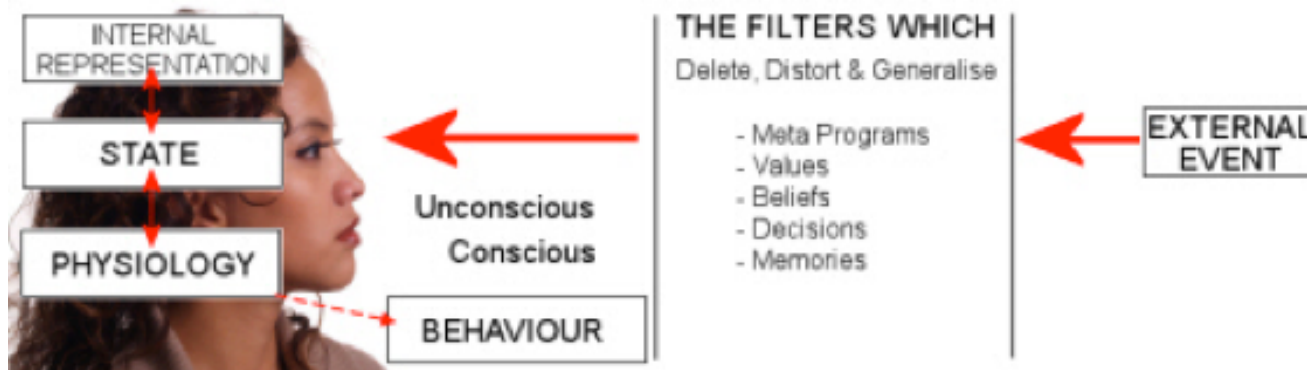 INTERNAL
REPRESENTATION
STATE
PHYSIOLOGY
Unconscious
Conscious
BEHAVIOUR
THE FILTERS WHICH
Delete, Distort & Generalise
- Meta Programs
- Values
- Beliefs
- Decisions
- Memories
EXTERNAL
EVENT